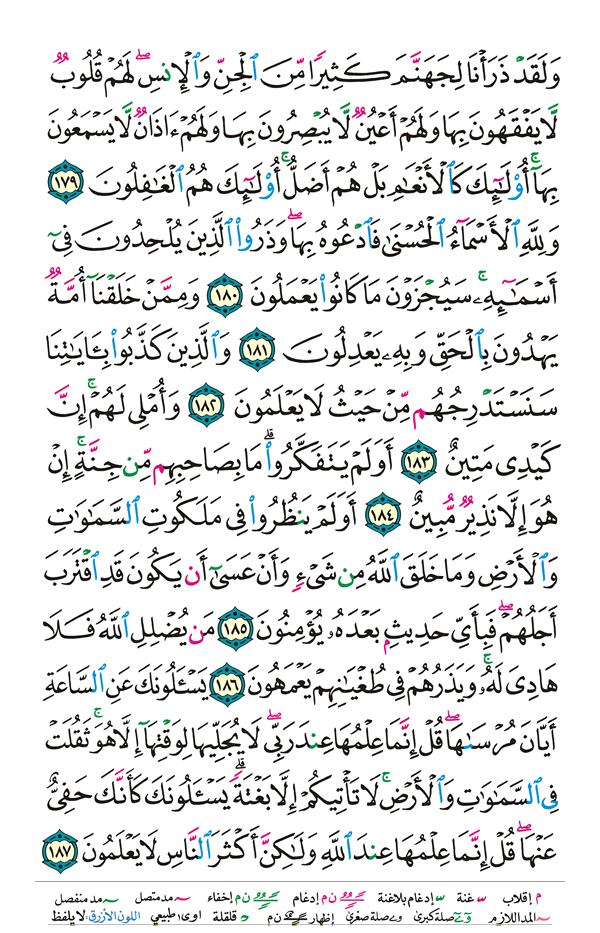 وَلَقَدْ ذَرَأْنَا لِجَهَنَّمَ كَثِيرًا مِّنَ ٱلْجِنِّ وَٱلْإِنسِ ۖ لَهُمْ قُلُوبٌ
لَّا يَفْقَهُونَ بِهَا وَلَهُمْ أَعْيُنٌ لَّا يُبْصِرُونَ بِهَا وَلَهُمْ ءَاذَانٌ لَّا يَسْمَعُونَ
بِهَآ ۚ أُو۟لَـٰٓئِكَ كَٱلْأَنْعَـٰمِ بَلْ هُمْ أَضَلُّ ۚ أُو۟لَـٰٓئِكَ هُمُ ٱلْغَـٰفِلُونَ ١٧٩
وَلِلَّهِ ٱلْأَسْمَآءُ ٱلْحُسْنَىٰ فَٱدْعُوهُ بِهَا ۖ وَذَرُوا۟ ٱلَّذِينَ يُلْحِدُونَ فِىٓ
أَسْمَـٰٓئِهِۦ ۚ سَيُجْزَوْنَ مَا كَانُوا۟ يَعْمَلُونَ ١٨٠ وَمِمَّنْ خَلَقْنَآ أُمَّةٌ
يَهْدُونَ بِٱلْحَقِّ وَبِهِۦ يَعْدِلُونَ ١٨١ وَٱلَّذِينَ كَذَّبُوا۟ بِـَٔايَـٰتِنَا
سَنَسْتَدْرِجُهُم مِّنْ حَيْثُ لَا يَعْلَمُونَ ١٨٢ وَأُمْلِى لَهُمْ ۚ إِنَّ
كَيْدِى مَتِينٌ ١٨٣ أَوَلَمْ يَتَفَكَّرُوا۟ ۗ مَا بِصَاحِبِهِم مِّن جِنَّةٍ ۚ إِنْ
هُوَ إِلَّا نَذِيرٌ مُّبِينٌ ١٨٤ أَوَلَمْ يَنظُرُوا۟ فِى مَلَكُوتِ ٱلسَّمَـٰوَٰتِ
وَٱلْأَرْضِ وَمَا خَلَقَ ٱللَّهُ مِن شَىْءٍ وَأَنْ عَسَىٰٓ أَن يَكُونَ قَدِ ٱقْتَرَبَ
أَجَلُهُمْ ۖ فَبِأَىِّ حَدِيثٍۭ بَعْدَهُۥ يُؤْمِنُونَ ١٨٥ مَن يُضْلِلِ ٱللَّهُ فَلَا
هَادِىَ لَهُۥ ۚ وَيَذَرُهُمْ فِى طُغْيَـٰنِهِمْ يَعْمَهُونَ ١٨٦ يَسْـَٔلُونَكَ عَنِ ٱلسَّاعَةِ
أَيَّانَ مُرْسَىٰهَا ۖ قُلْ إِنَّمَا عِلْمُهَا عِندَ رَبِّى ۖ لَا يُجَلِّيهَا لِوَقْتِهَآ إِلَّا هُوَ ۚ ثَقُلَتْ
فِى ٱلسَّمَـٰوَٰتِ وَٱلْأَرْضِ ۚ لَا تَأْتِيكُمْ إِلَّا بَغْتَةً ۗ يَسْـَٔلُونَكَ كَأَنَّكَ حَفِىٌّ
عَنْهَا ۖ قُلْ إِنَّمَا عِلْمُهَا عِندَ ٱللَّهِ وَلَـٰكِنَّ أَكْثَرَ ٱلنَّاسِ لَا يَعْلَمُونَ ١٨٧
م إقلاب غنة إدغام بلاغنة ن م إدغام ن م إخفاء مد متصل مد منفصل
المد اللازم صلة كبرى صلة صغرى إظهار ن م قلقلة اوى طبيعي اللون الأزرق: لا يلفظ